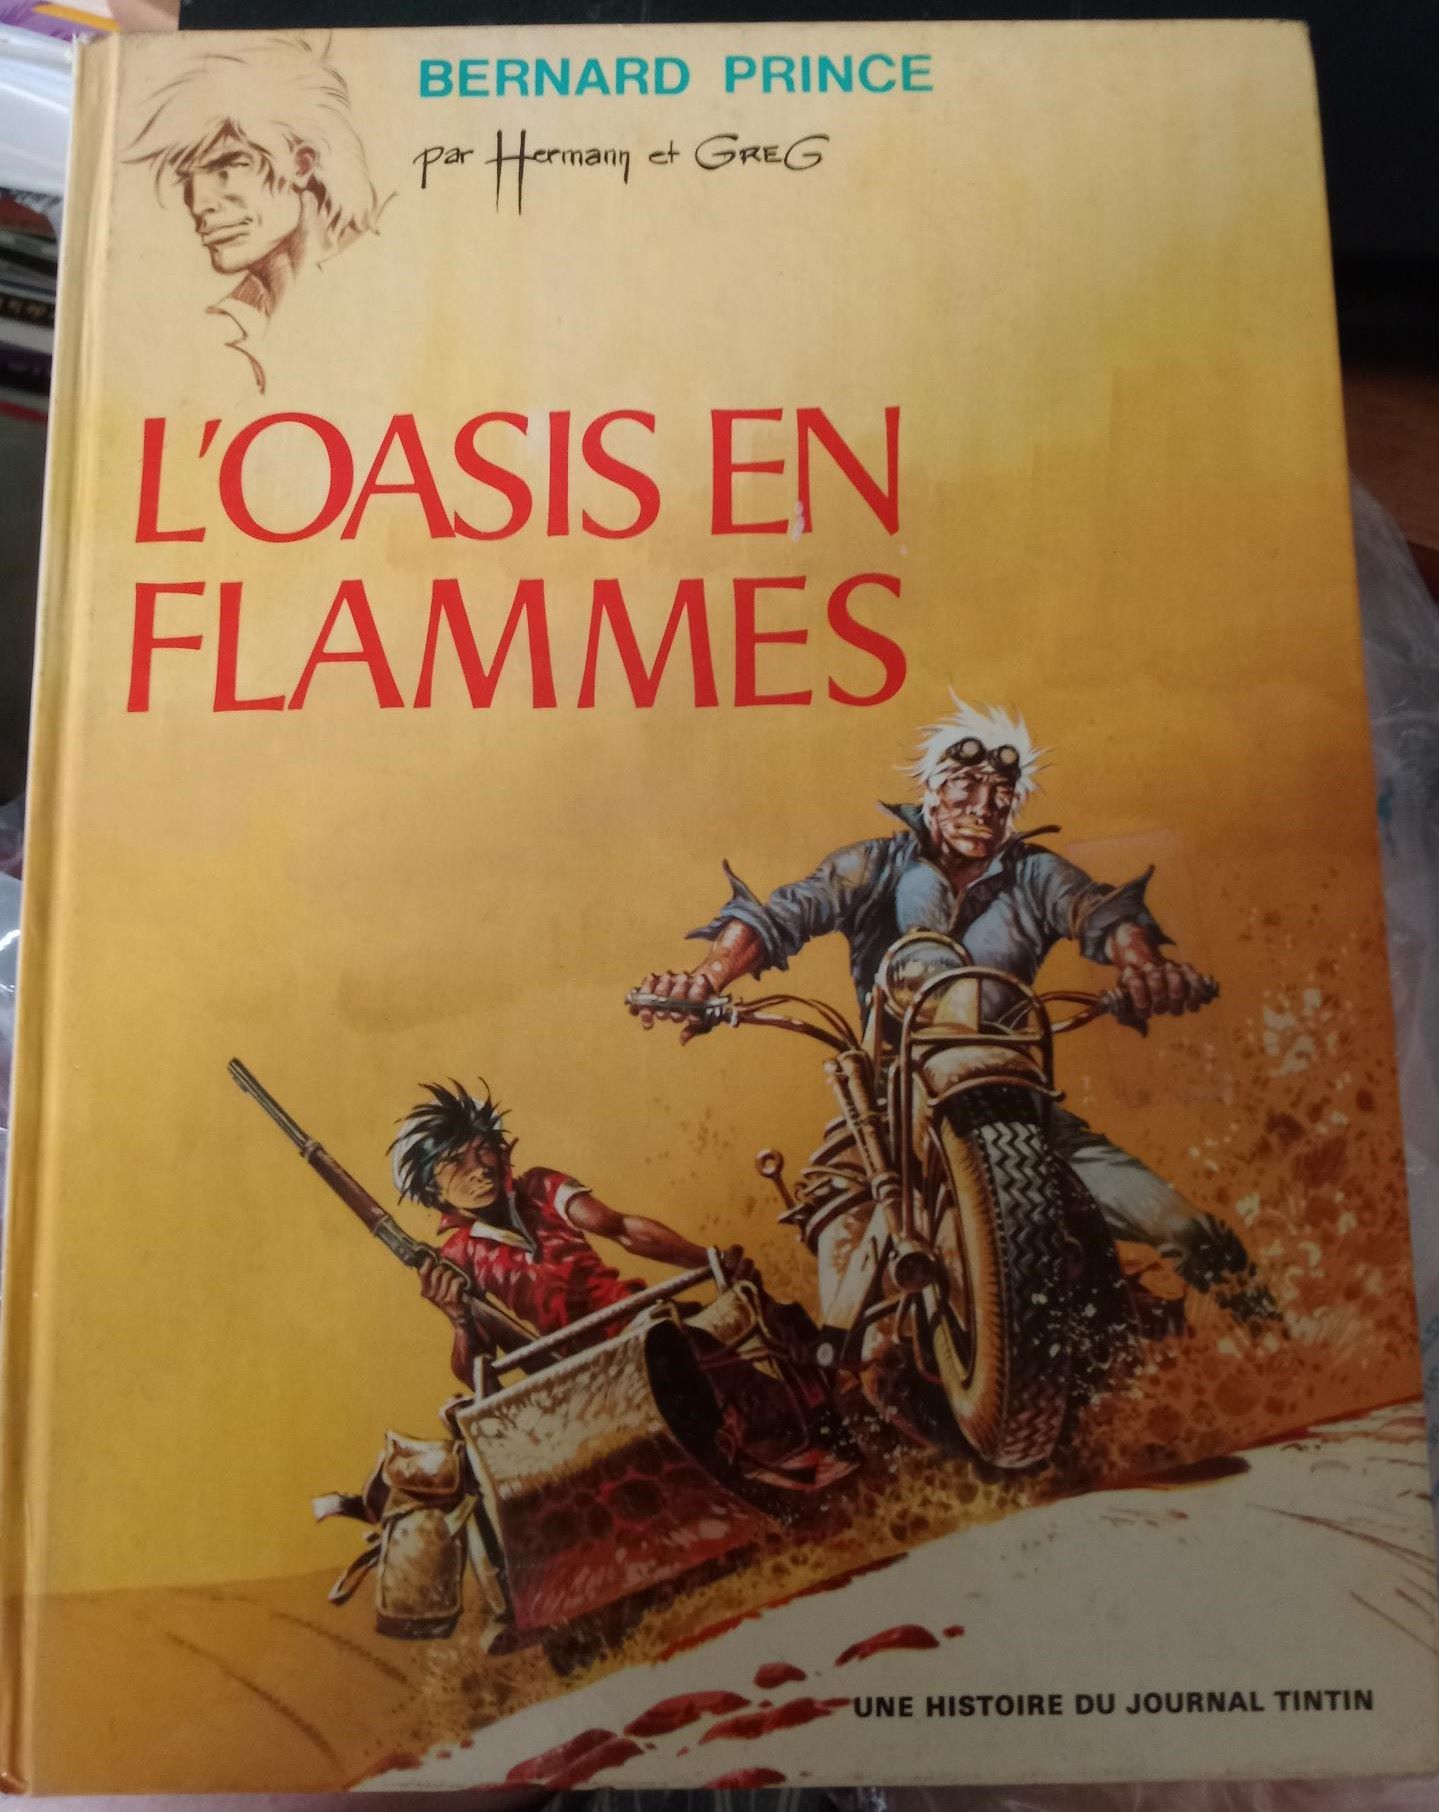 BERNARD PRINCE
par Hermann et GREG
L'OASIS EN
FLAMMES
UNE HISTOIRE DU JOURNAL TINTIN